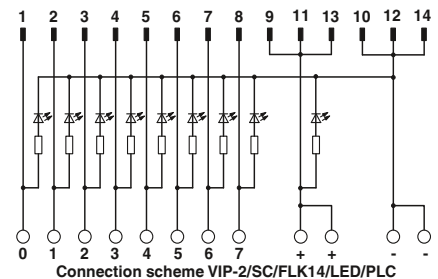 1 2 3 4 5 6 7 8 9 11 13 10 12 14
0 1 2 3 4 5 6 7 + + - -
Connection scheme VIP-2/SC/FLK14/LED/PLC